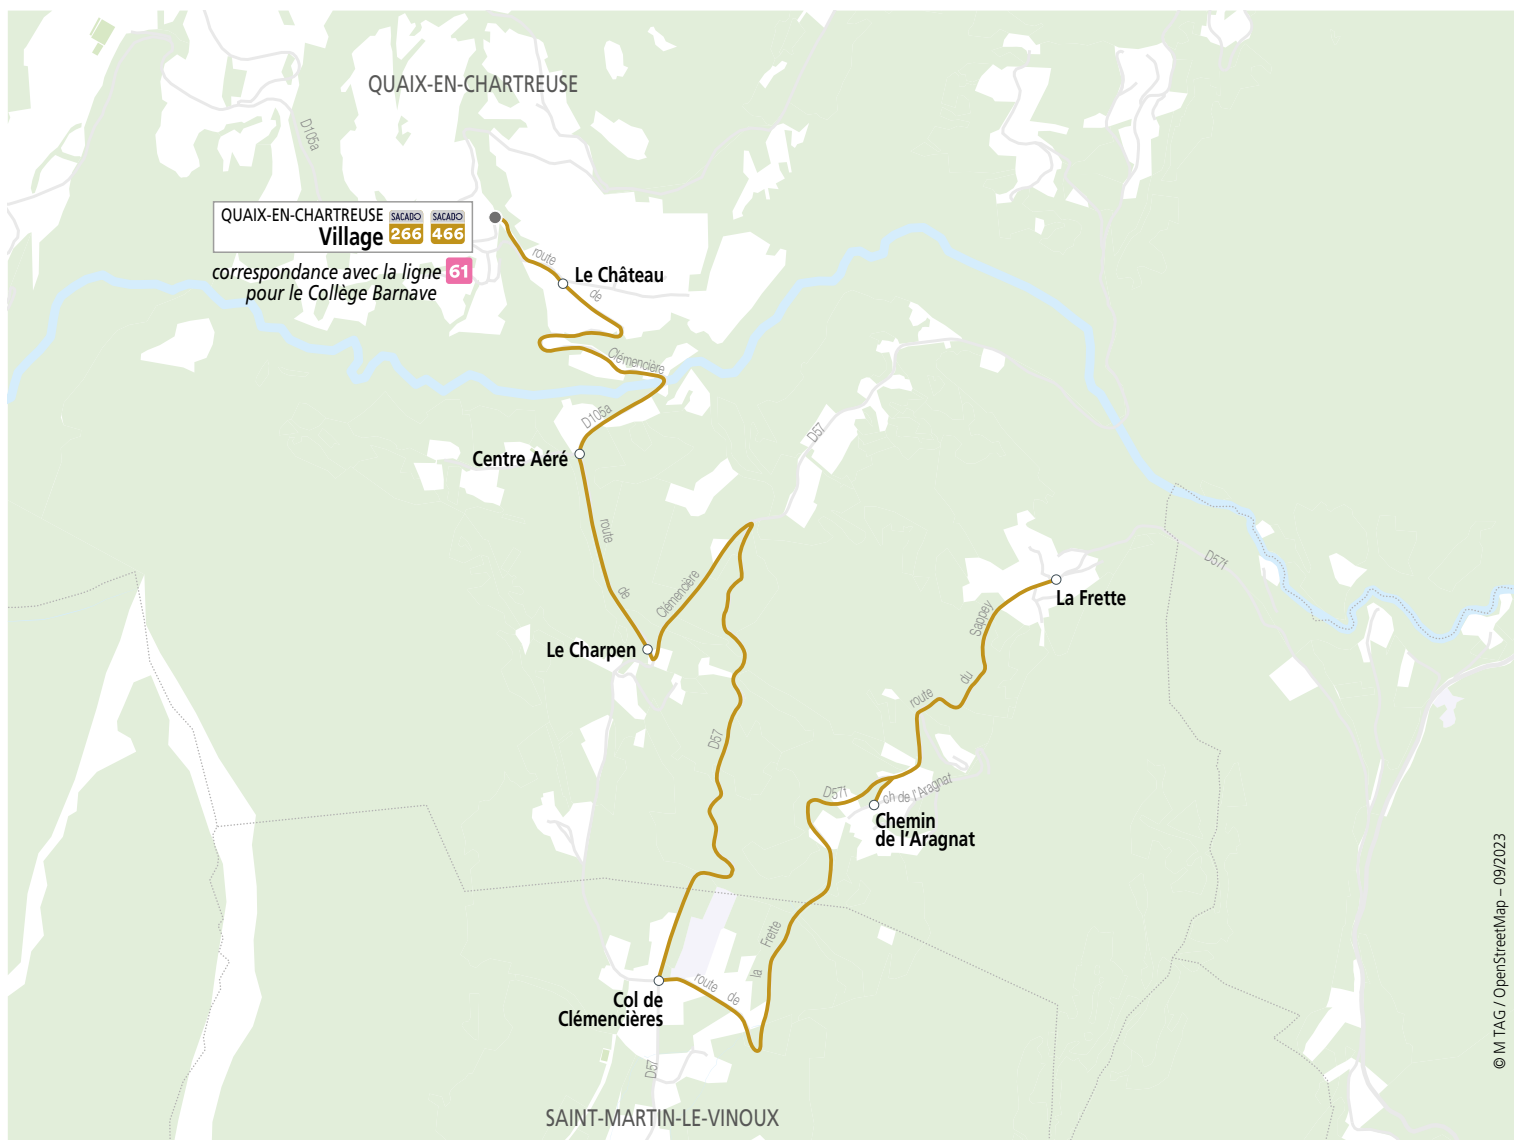 QUAIX-EN-CHARTREUSE
D105a
QUAIX-EN-CHARTREUSE SACADO SACADO
Village 266 466
correspondance avec la ligne 61
pour le Collège Barnave
route
de
Le Château
Clémencière
D105a
Centre Aéré
D57
route
de
Clémencière
Le Charpen
D57f
La Frette
Sappey
du
route
D57
D57f
ch de l'Aragnat
Chemin
de l'Aragnat
Frette
la
route de
Col de
Clémencières
D57
SAINT-MARTIN-LE-VINOUX
© M TAG / OpenStreetMap – 09/2023